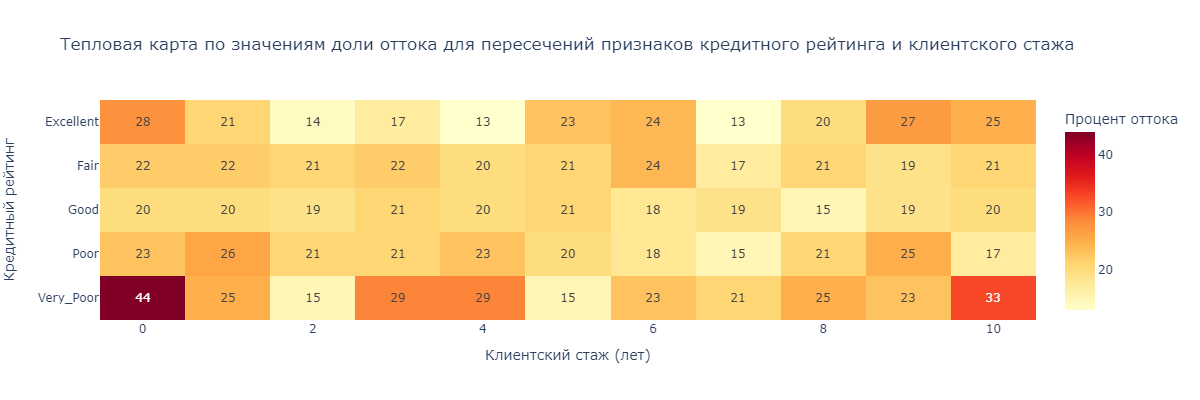 Тепловая карта по значениям доли оттока для пересечений признаков кредитного рейтинга и клиентского стажа
Кредитный рейтинг
Excellent 28 21 14 17 13 23 24 13 20 27 25
Fair 22 22 21 22 20 21 24 17 21 19 21
Good 20 20 19 21 20 21 18 19 15 19 20
Poor 23 26 21 21 23 20 18 15 21 25 17
Very_Poor 44 25 15 29 29 15 23 21 25 23 33
0 2 4 6 8 10
Клиентский стаж (лет)
Процент оттока
40
30
20